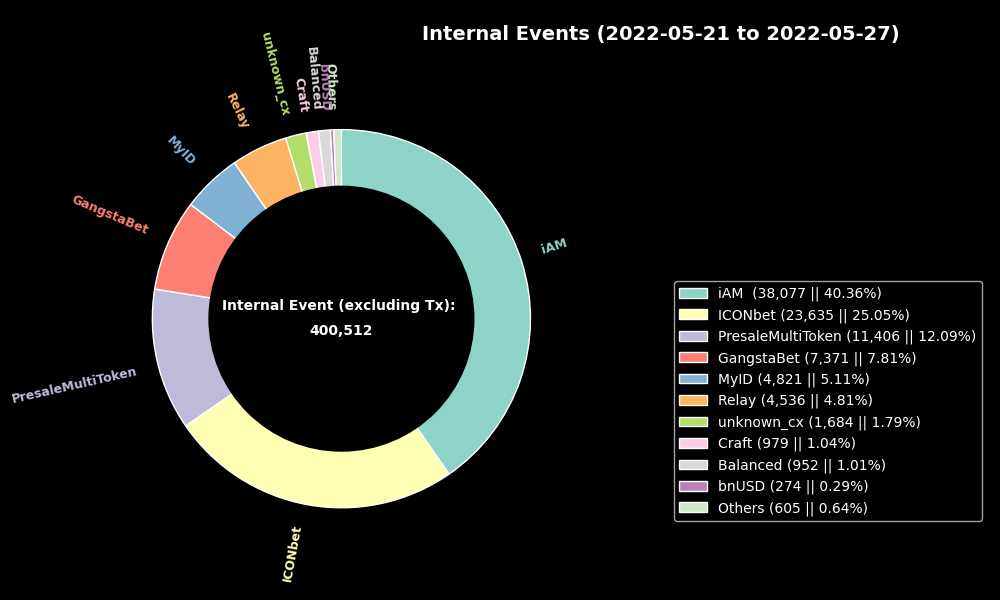 Internal Events (2022-05-21 to 2022-05-27)
unknown_cx
Balanced
bnUSD
Others
Craft
Relay
MyID
GangstaBet
iAM
Internal Event (excluding Tx):
400,512
PresaleMultiToken
ICONbet
iAM  (38,077 || 40.36%)
ICONbet (23,635 || 25.05%)
PresaleMultiToken (11,406 || 12.09%)
GangstaBet (7,371 || 7.81%)
MyID (4,821 || 5.11%)
Relay (4,536 || 4.81%)
unknown_cx (1,684 || 1.79%)
Craft (979 || 1.04%)
Balanced (952 || 1.01%)
bnUSD (274 || 0.29%)
Others (605 || 0.64%)